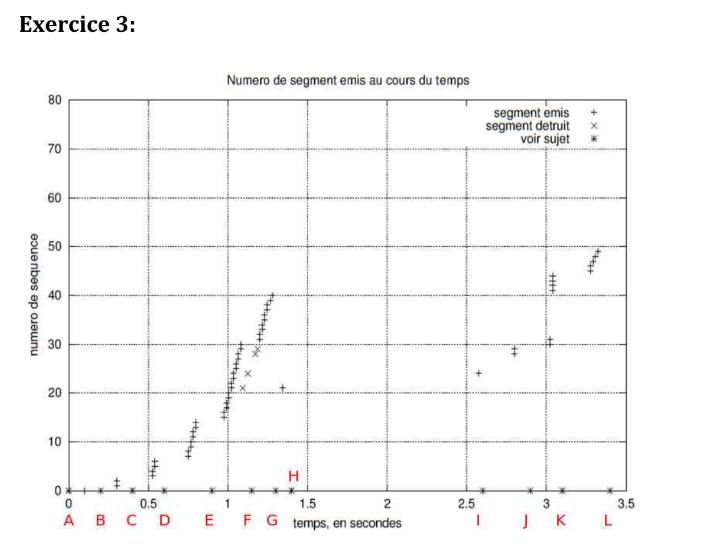 Exercice 3:
Numero de segment emis au cours du temps
80
segment emis
segment detruit
voir sujet
70
60
50
40
30
20
10
0
numero de sequence
H
0 0.5 1 1.5 2 2.5 3 3.5
A B C D E F G temps, en secondes I J K L